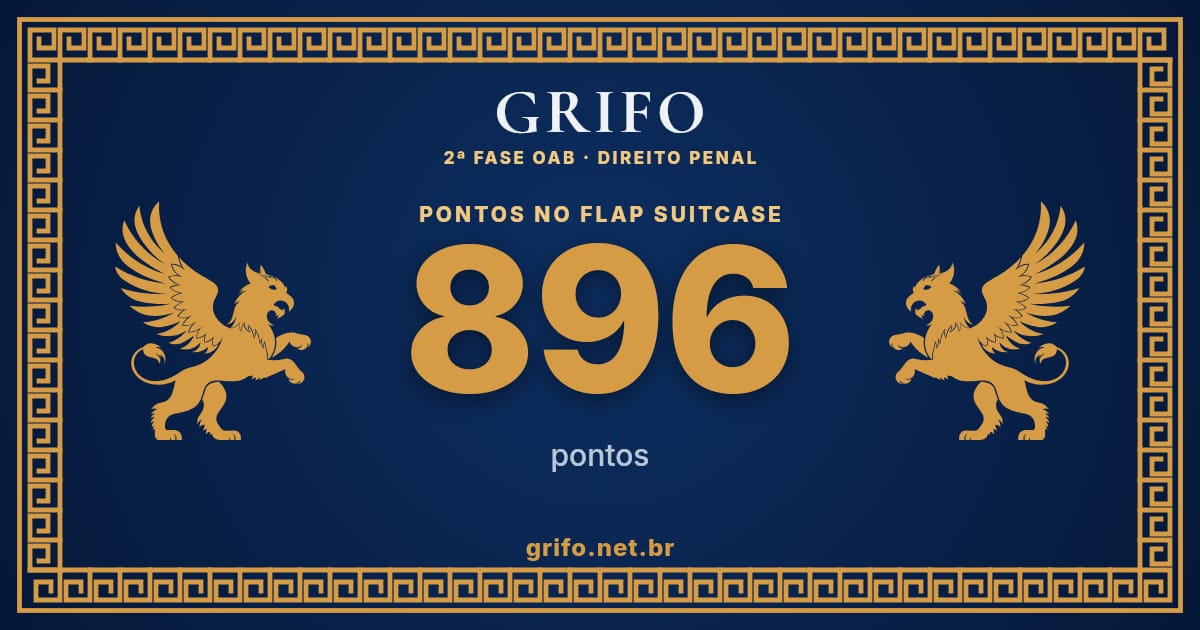 GRIFO
2ª FASE OAB · DIREITO PENAL
PONTOS NO FLAP SUITCASE
896
pontos
grifo.net.br